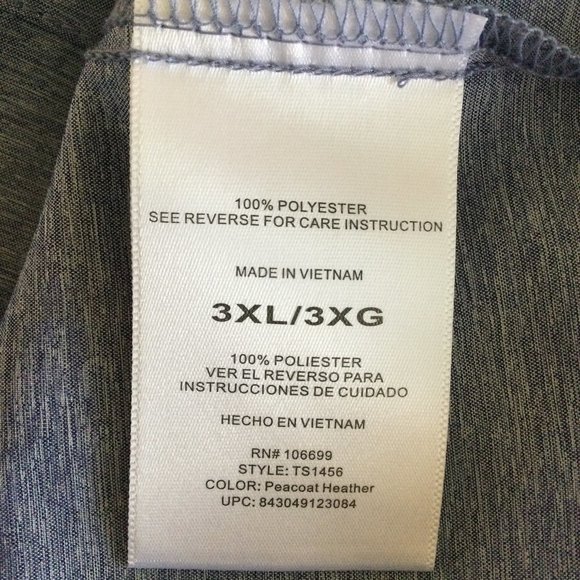 100% POLYESTER
SEE REVERSE FOR CARE INSTRUCTION
MADE IN VIETNAM
3XL/3XG
100% POLIESTER
VER EL REVERSO PARA
INSTRUCCIONES DE CUIDADO
HECHO EN VIETNAM
RN# 106699
STYLE: TS1456
COLOR: Peacoat Heather
UPC: 843049123084